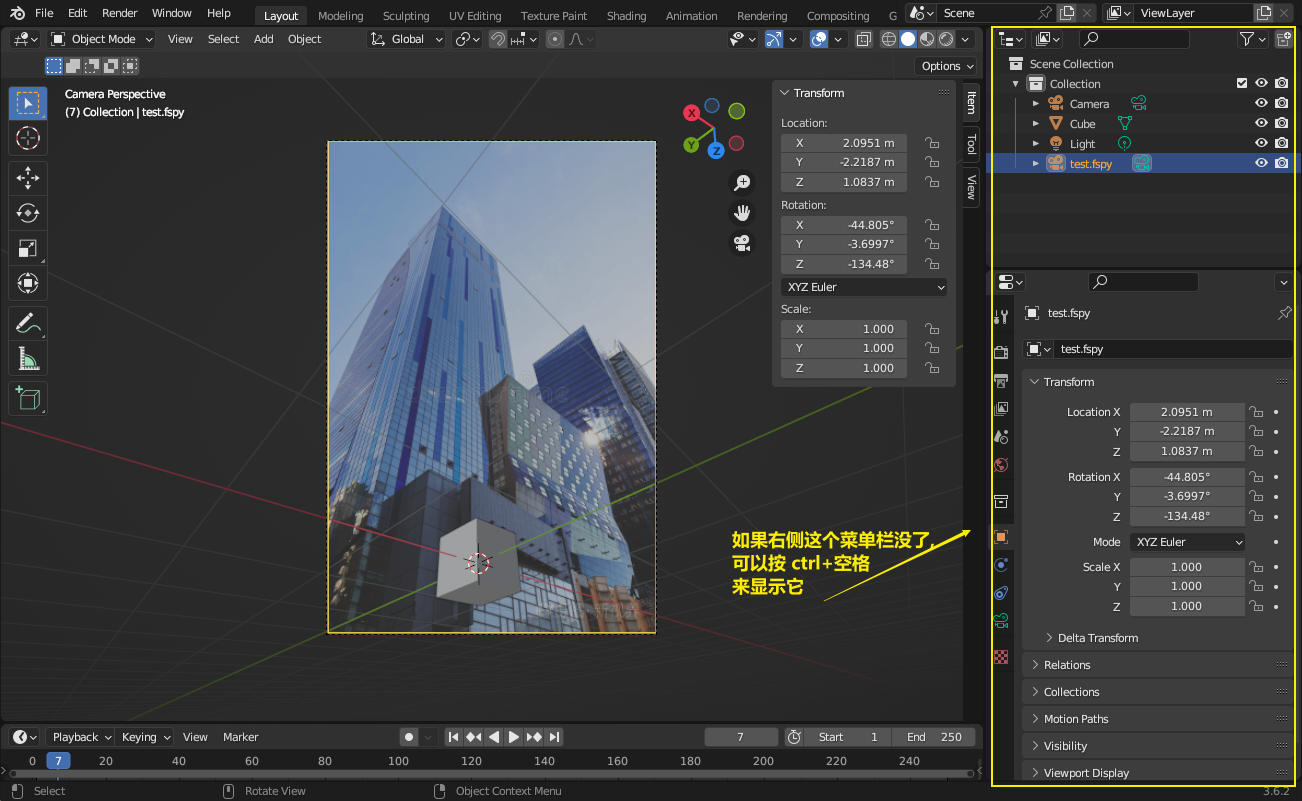 File Edit Render Window Help Layout Modeling Sculpting UV Editing Texture Paint Shading Animation Rendering Compositing G Scene ViewLayer
Object Mode View Select Add Object Global
Options
Camera Perspective
(7) Collection | test.fspy
Transform
Location:
X 2.0951 m
Y -2.2187 m
Z 1.0837 m
Rotation:
X -44.805°
Y -3.6997°
Z -134.48°
XYZ Euler
Scale:
X 1.000
Y 1.000
Z 1.000
Item
Tool
View
X
Y
Z
Scene Collection
Collection
Camera
Cube
Light
test.fspy
test.fspy
test.fspy
Transform
Location X 2.0951 m
Y -2.2187 m
Z 1.0837 m
Rotation X -44.805°
Y -3.6997°
Z -134.48°
Mode XYZ Euler
Scale X 1.000
Y 1.000
Z 1.000
Delta Transform
Relations
Collections
Motion Paths
Visibility
Viewport Display
如果右侧这个菜单栏没了,
可以按 ctrl+空格
来显示它
Playback Keying View Marker 7 Start 1 End 250
0 7 20 40 60 80 100 120 140 160 180 200 220 240
Select Rotate View Object Context Menu 3.6.2